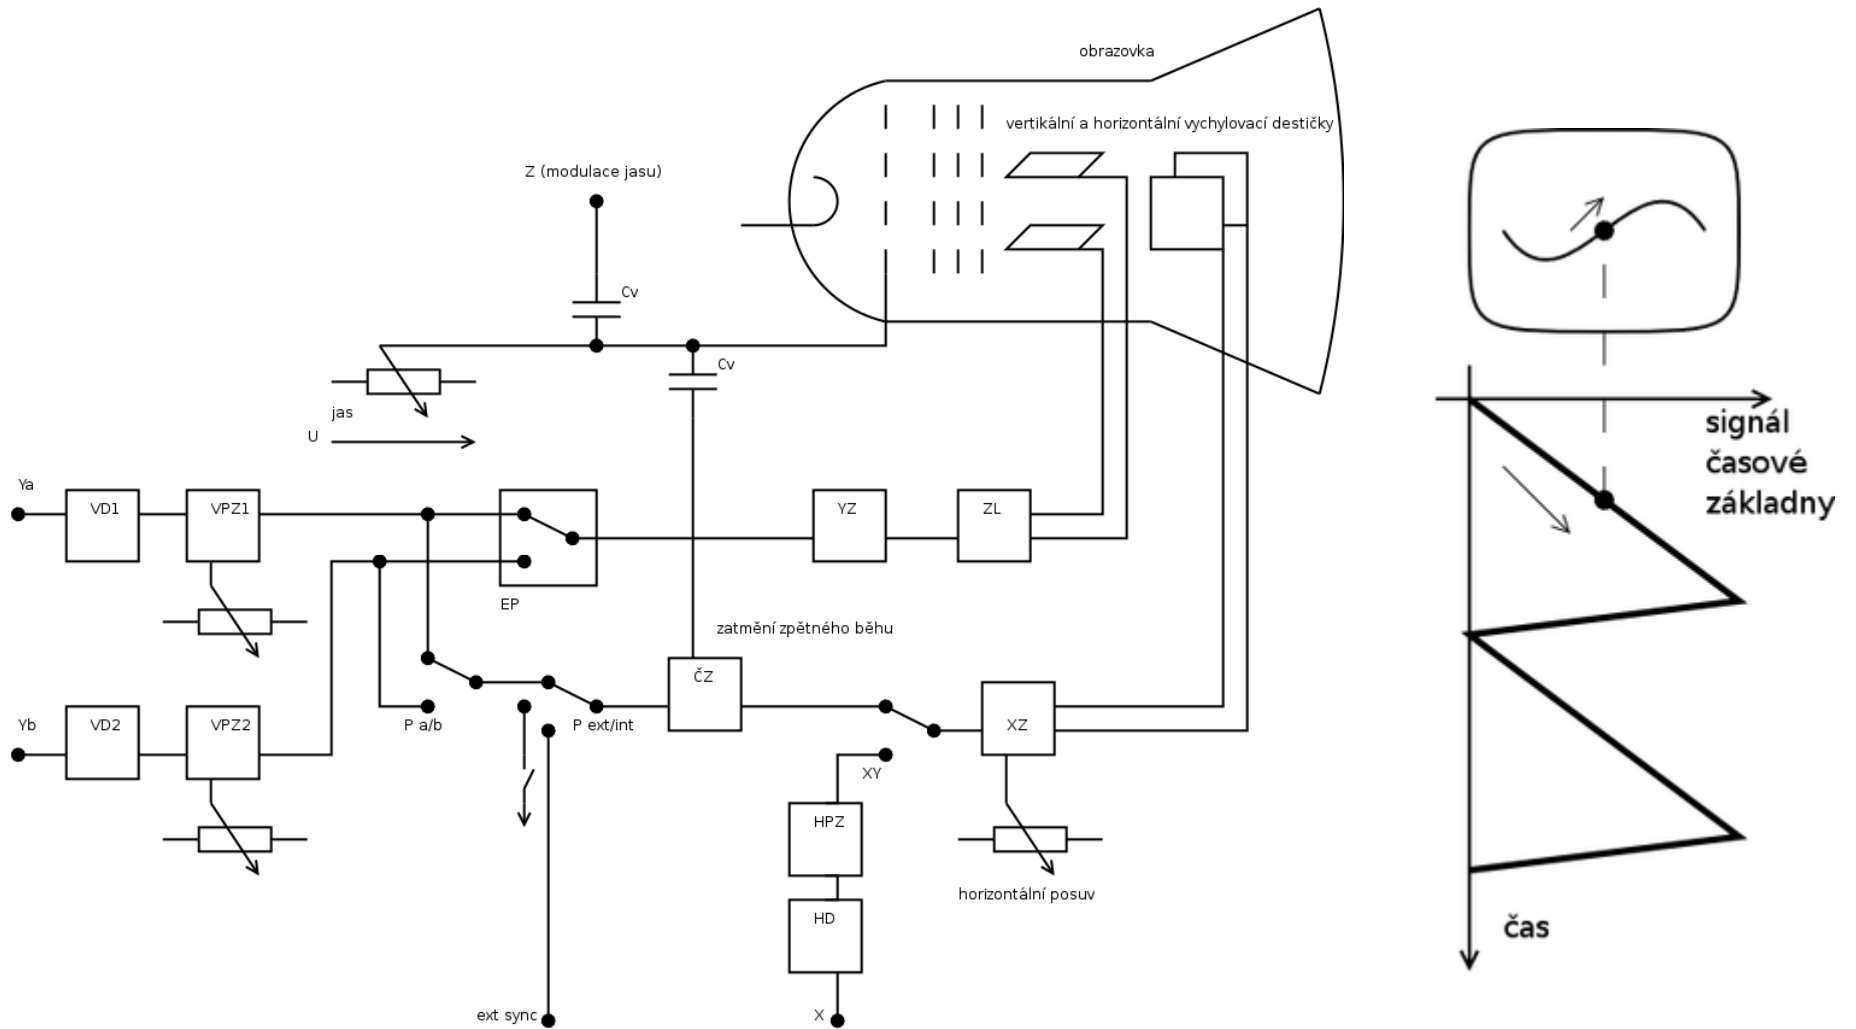 obrazovka
vertikální a horizontální vychylovací destičky
Z (modulace jasu)
Cv
Cv
jas
U
Ya
VD1
VPZ1
EP
YZ
ZL
zatmění zpětného běhu
ČZ
Yb
VD2
VPZ2
P a/b
P ext/int
XZ
XY
HPZ
horizontální posuv
HD
ext sync
X
signál
časové
základny
čas